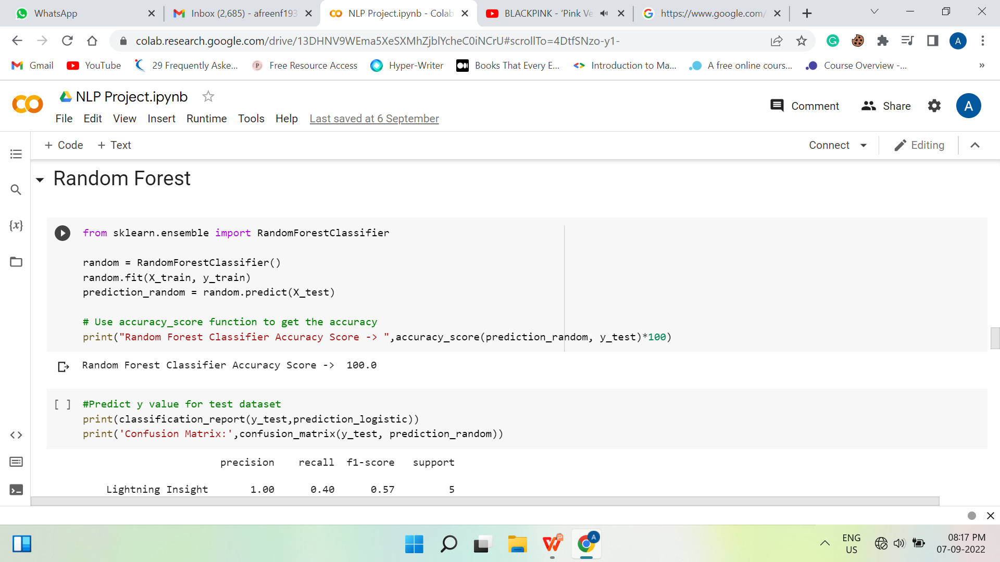 WhatsApp
Inbox (2,685) - afreenf193
NLP Project.ipynb - Colab
BLACKPINK - ‘Pink Ve
https://www.google.com/
colab.research.google.com/drive/13DHNV9WEma5XeSXMhZjblYcheC0iNCrU#scrollTo=4DtfSNzo-y1-
A
Gmail
YouTube
29 Frequently Aske...
Free Resource Access
Hyper-Writer
Books That Every E...
Introduction to Ma...
A free online cours...
Course Overview -...
»
NLP Project.ipynb
Comment
Share
A
File Edit View Insert Runtime Tools Help Last saved at 6 September
+ Code + Text
Connect
Editing
Random Forest
{x}
from sklearn.ensemble import RandomForestClassifier
random = RandomForestClassifier()
random.fit(X_train, y_train)
prediction_random = random.predict(X_test)
# Use accuracy_score function to get the accuracy
print("Random Forest Classifier Accuracy Score -> ",accuracy_score(prediction_random, y_test)*100)
Random Forest Classifier Accuracy Score -> 100.0
[ ] #Predict y value for test dataset
print(classification_report(y_test,prediction_logistic))
print('Confusion Matrix:',confusion_matrix(y_test, prediction_random))
precision recall f1-score support
Lightning Insight 1.00 0.40 0.57 5
A
ENG
US
08:17 PM
07-09-2022